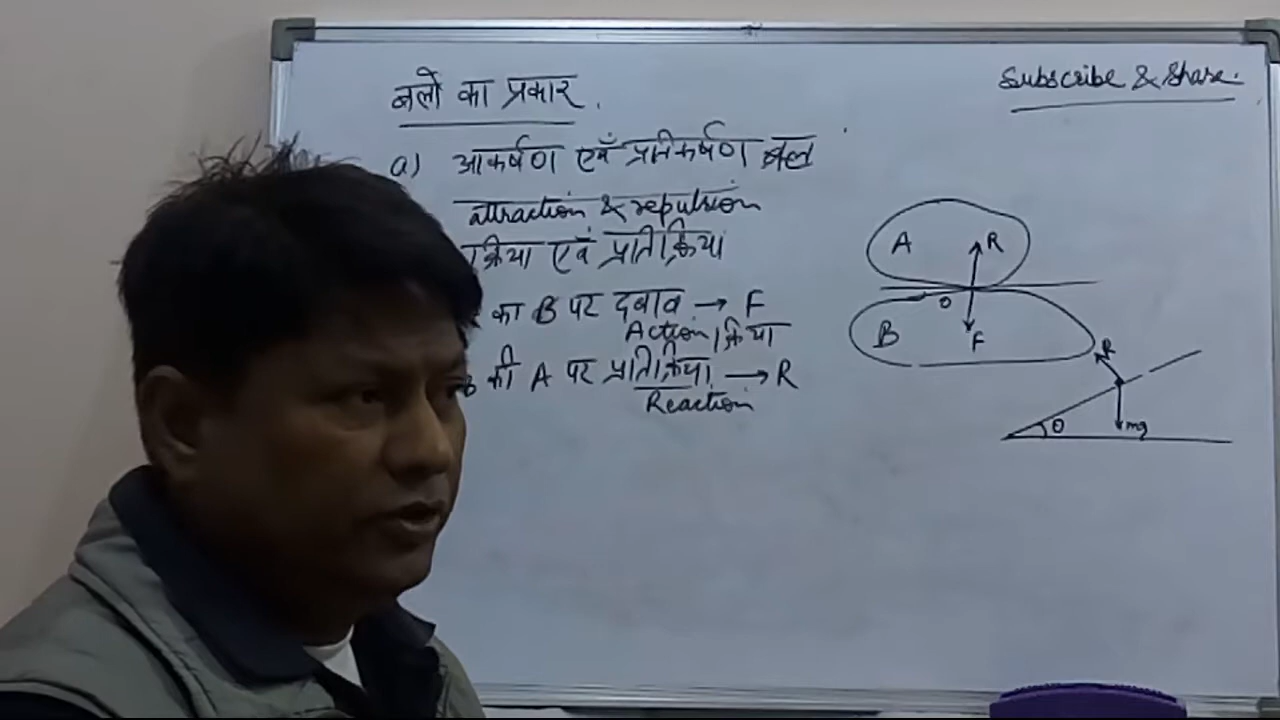 बलो का प्रकार.
Subscribe & Share.
a) आकर्षण एवं प्रतिकर्षण बल
attraction & repulsion
क्रिया एवं प्रतिक्रिया
का B पर दबाव → F
Action/क्रिया
की A पर प्रतिक्रिया → R
Reaction
A R
O
B F
R
θ mg